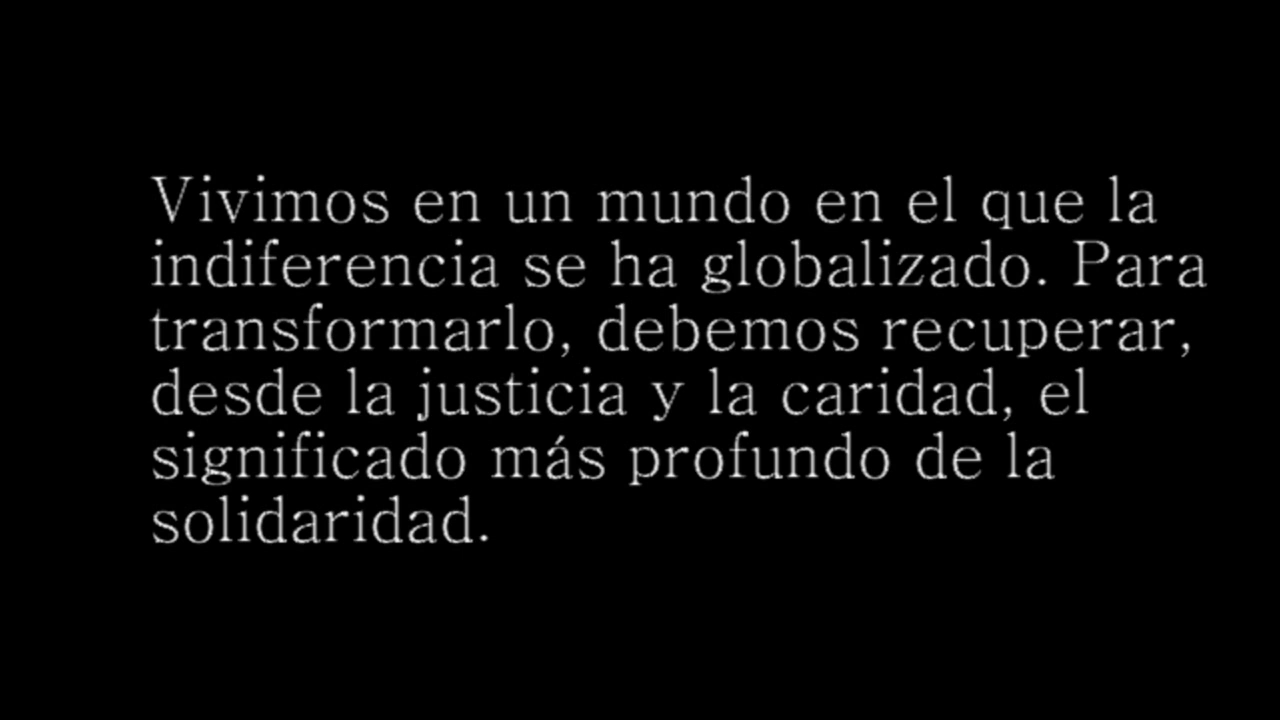 Vivimos en un mundo en el que la
indiferencia se ha globalizado. Para
transformarlo, debemos recuperar,
desde la justicia y la caridad, el
significado más profundo de la
solidaridad.